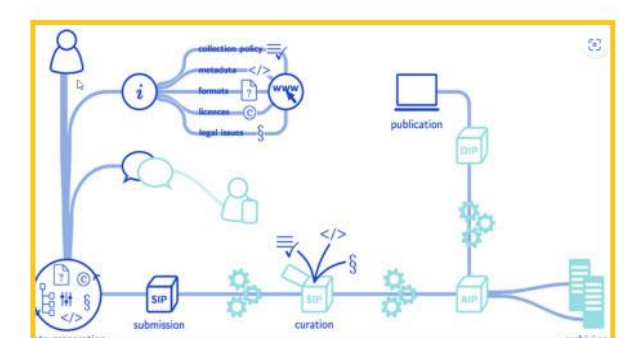 collection policy
metadata </>
formats ?
www
licences ©
legal issues §
i
publication
DIP
? ©
§
</>
</>
§
SIP
SIP
AIP
submission
curation